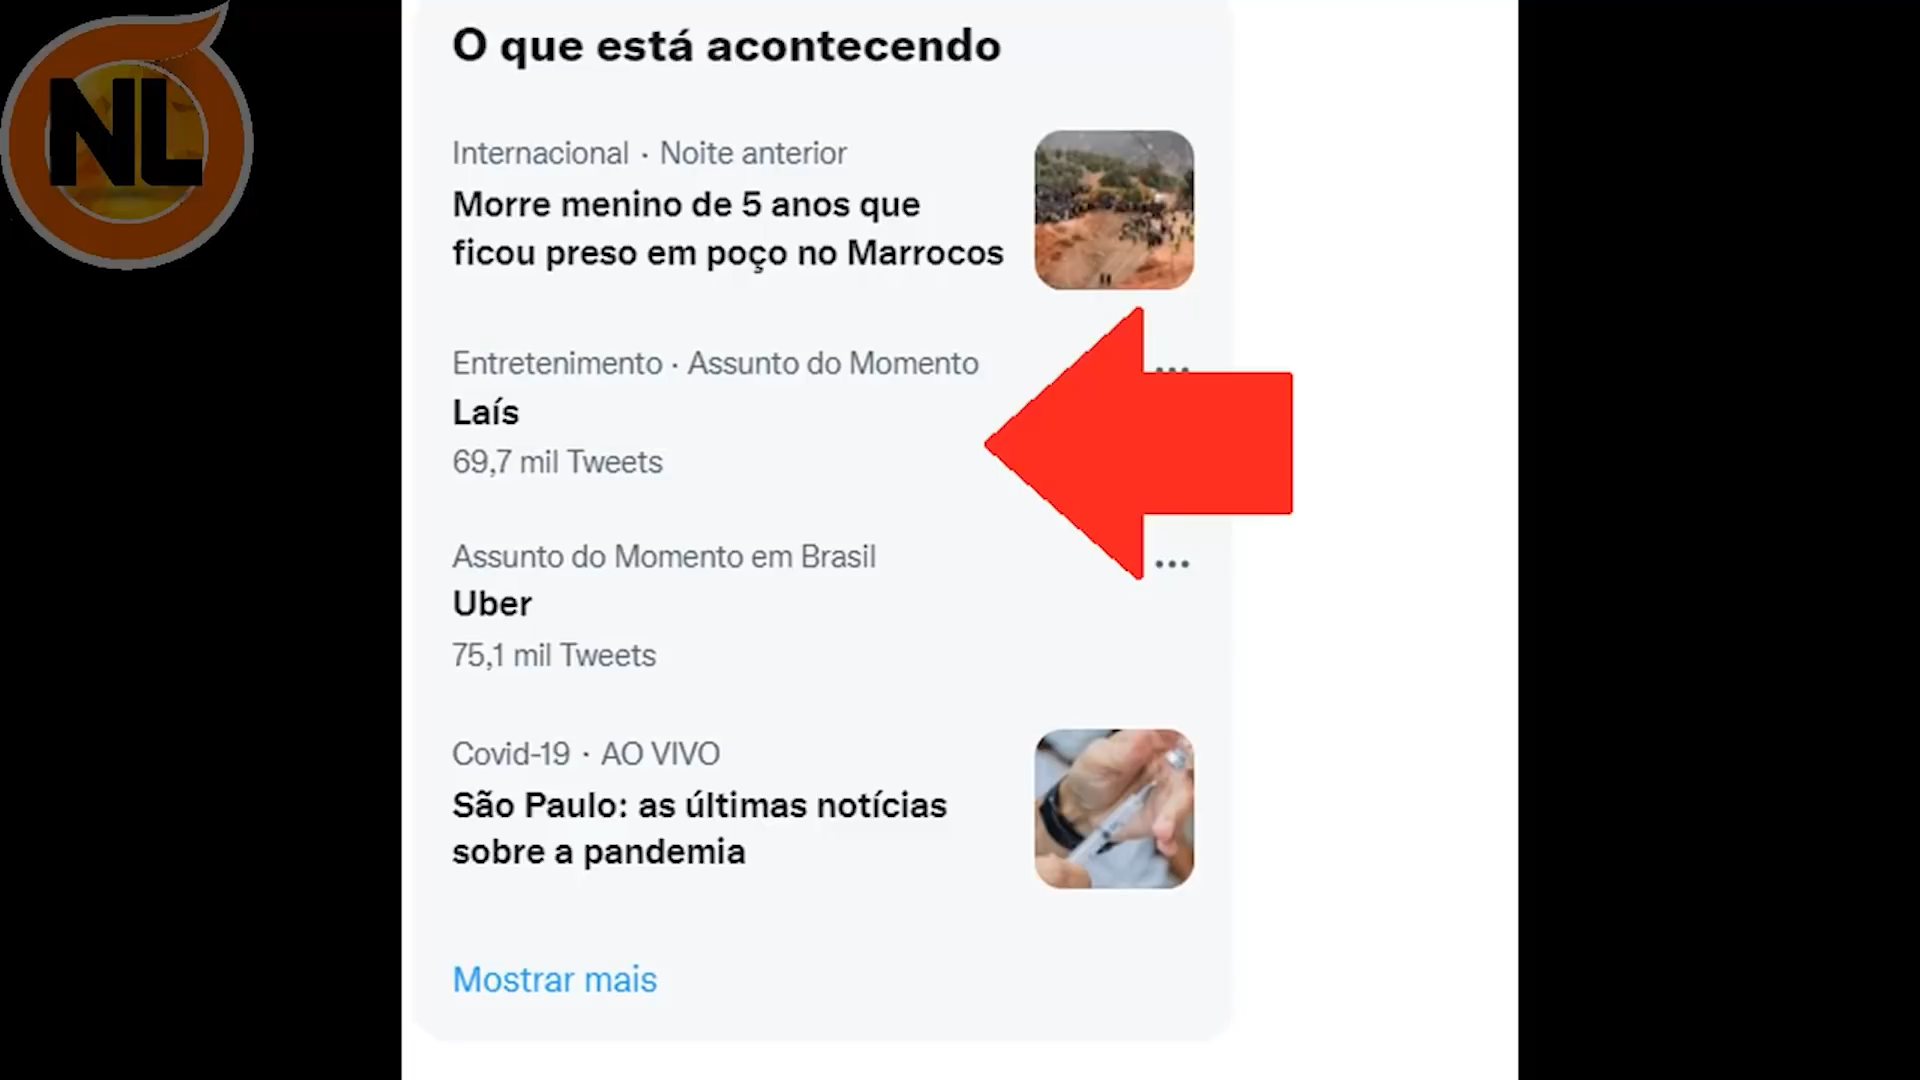 NL
O que está acontecendo
Internacional · Noite anterior
Morre menino de 5 anos que
ficou preso em poço no Marrocos
Entretenimento · Assunto do Momento
Laís
69,7 mil Tweets
Assunto do Momento em Brasil
Uber
75,1 mil Tweets
Covid-19 · AO VIVO
São Paulo: as últimas notícias
sobre a pandemia
Mostrar mais